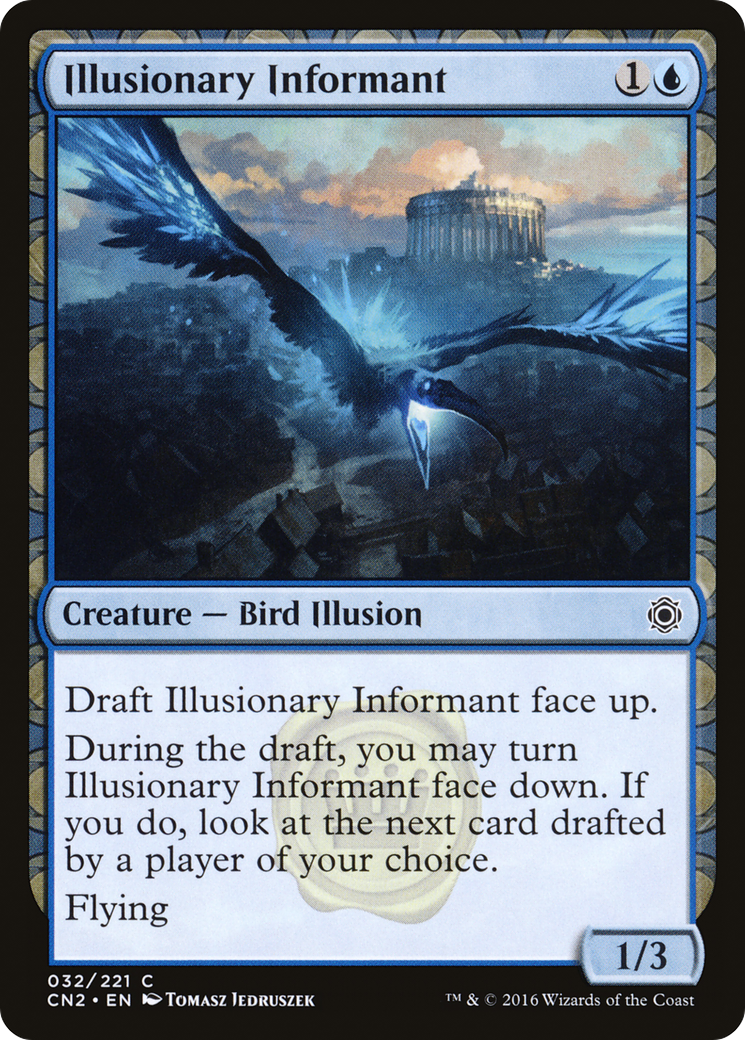 Illusionary Informant 1
Creature — Bird Illusion
Draft Illusionary Informant face up.
During the draft, you may turn
Illusionary Informant face down. If
you do, look at the next card drafted
by a player of your choice.
Flying
1/3
032/221 C
CN2 • EN Tomasz Jedruszek
™ & © 2016 Wizards of the Coast